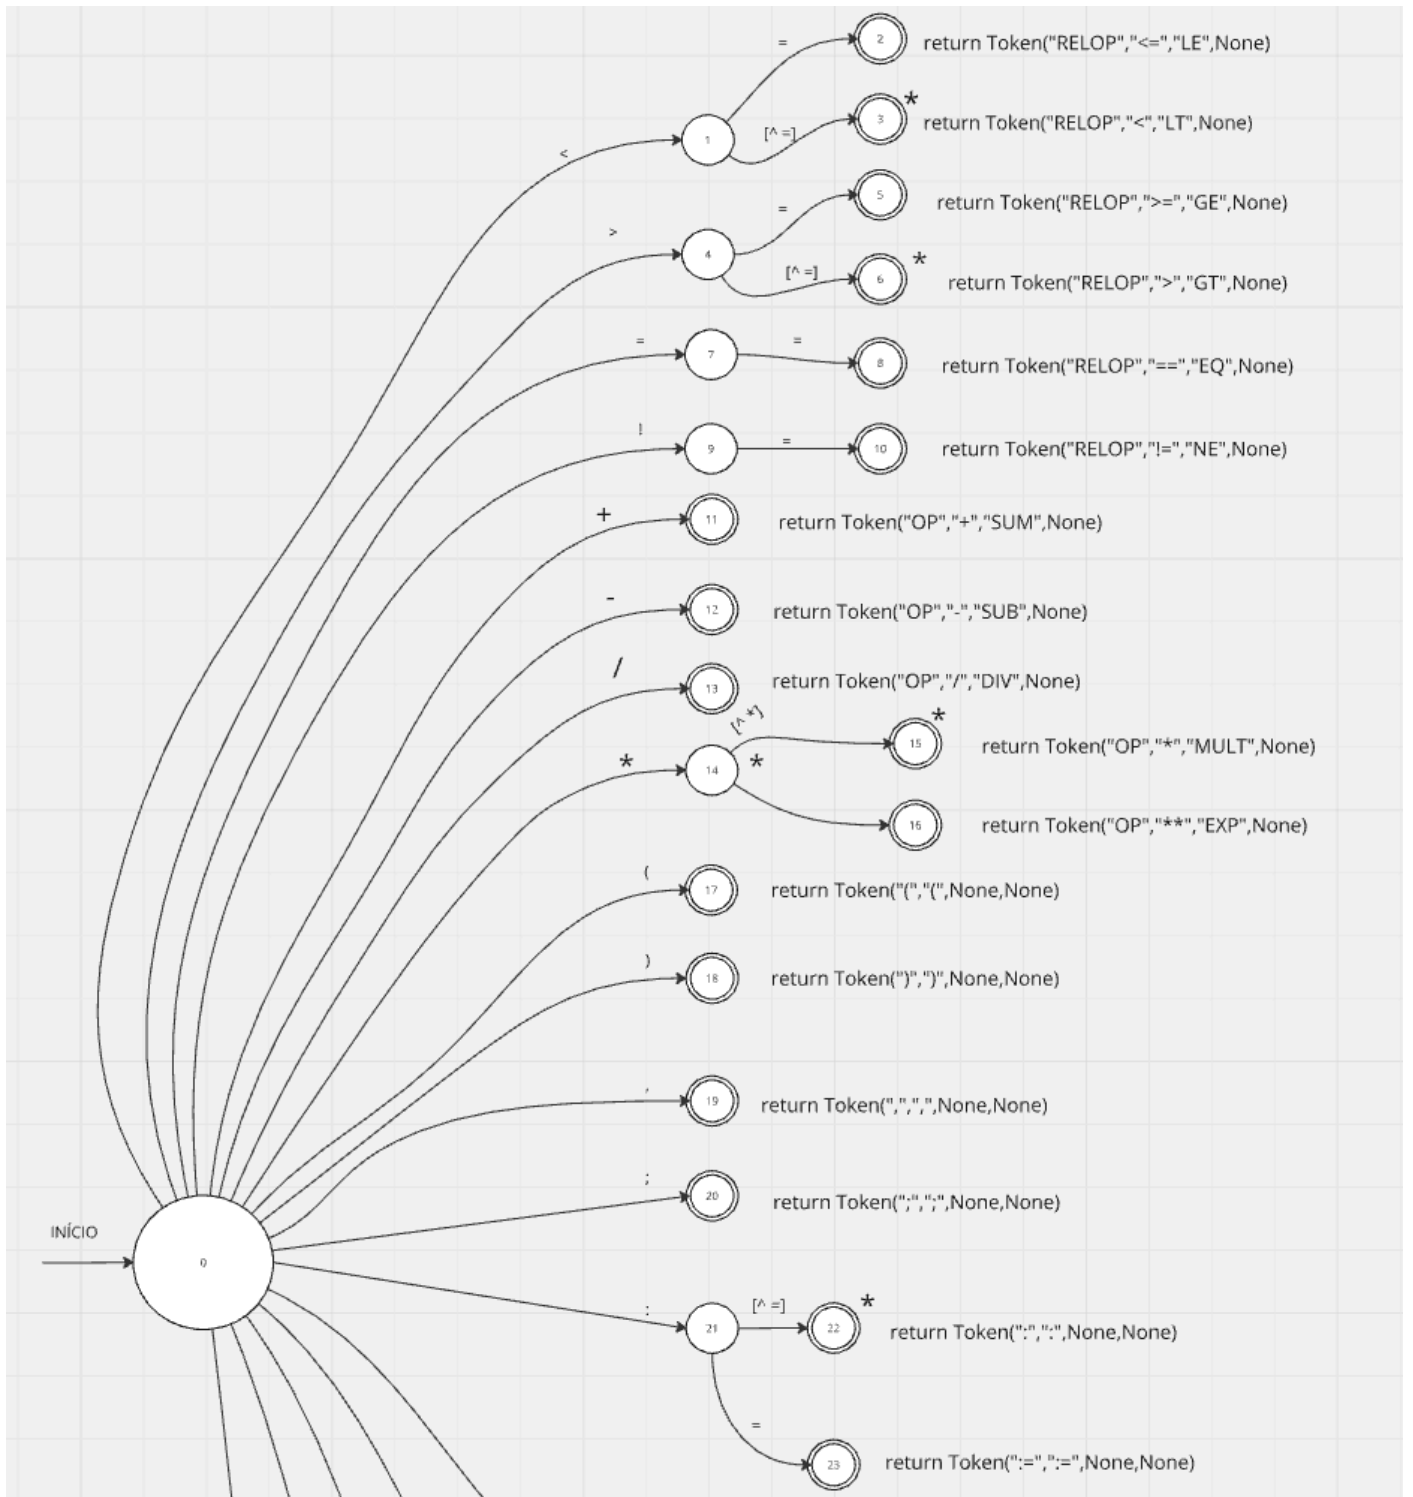 =
2
return Token("RELOP","<=","LE",None)
<
1
[^ =]
3
*
return Token("RELOP","<","LT",None)
>
4
=
5
return Token("RELOP",">=","GE",None)
[^ =]
6
*
return Token("RELOP",">","GT",None)
=
7
=
8
return Token("RELOP","==","EQ",None)
!
9
=
10
return Token("RELOP","!=","NE",None)
+
11
return Token("OP","+","SUM",None)
-
12
return Token("OP","-","SUB",None)
/
13
return Token("OP","/","DIV",None)
*
14
[^ *]
15
*
return Token("OP","*","MULT",None)
*
16
return Token("OP","**","EXP",None)
(
17
return Token("(","(",None,None)
)
18
return Token(")",")",None,None)
,
19
return Token(",",",",None,None)
;
20
return Token(";",";",None,None)
INÍCIO
0
:
21
[^ =]
22
*
return Token(":",":",None,None)
=
23
return Token(":=",":=",None,None)